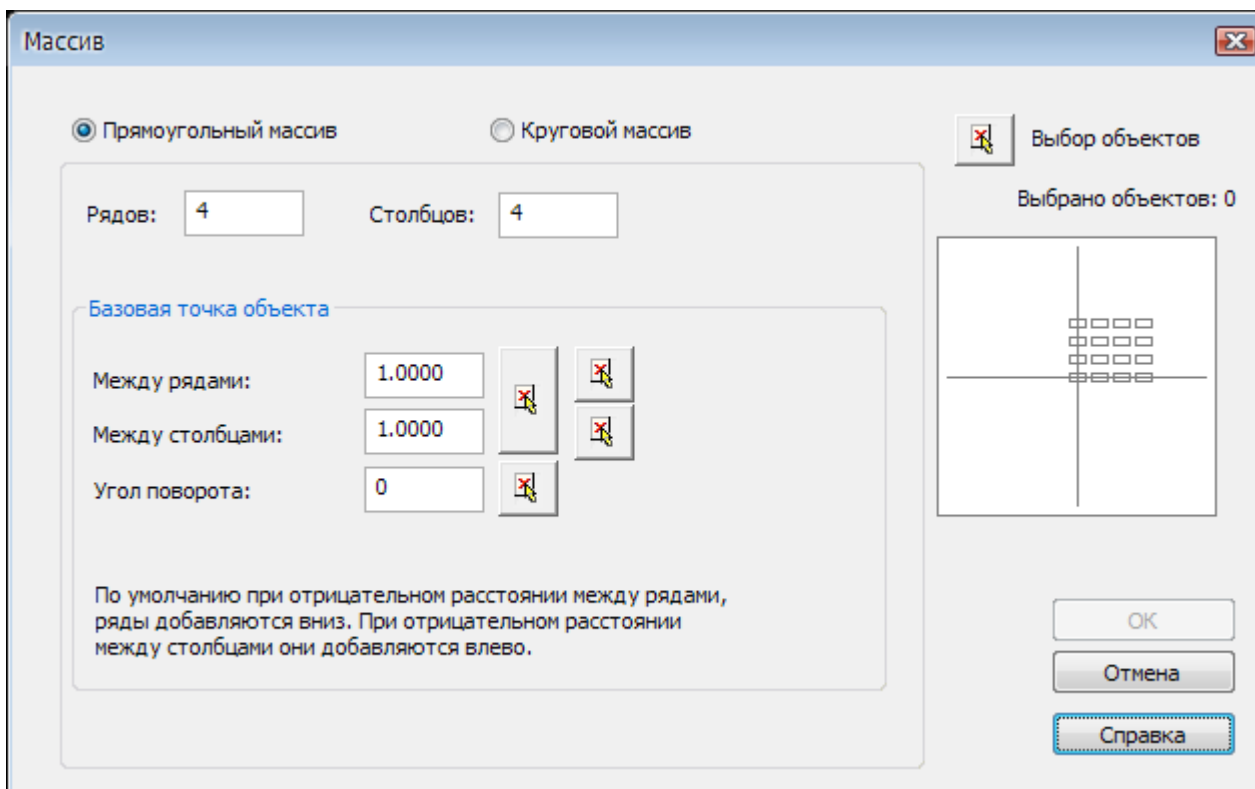 Массив
Прямоугольный массив
Круговой массив
Выбор объектов
Рядов: 4
Столбцов: 4
Выбрано объектов: 0
Базовая точка объекта
Между рядами: 1.0000
Между столбцами: 1.0000
Угол поворота: 0
По умолчанию при отрицательном расстоянии между рядами,
ряды добавляются вниз. При отрицательном расстоянии
между столбцами они добавляются влево.
ОК
Отмена
Справка